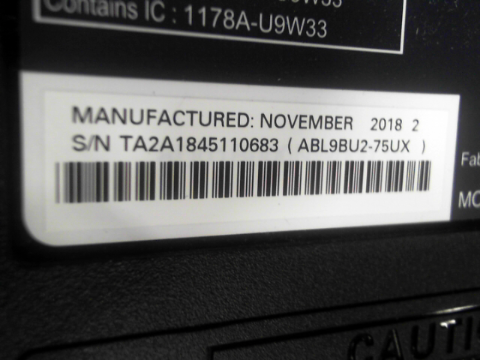 Contains IC : 1178A-U9W33
MANUFACTURED: NOVEMBER 2018 2
S/N TA2A1845110683 ( ABL9BU2-75UX )